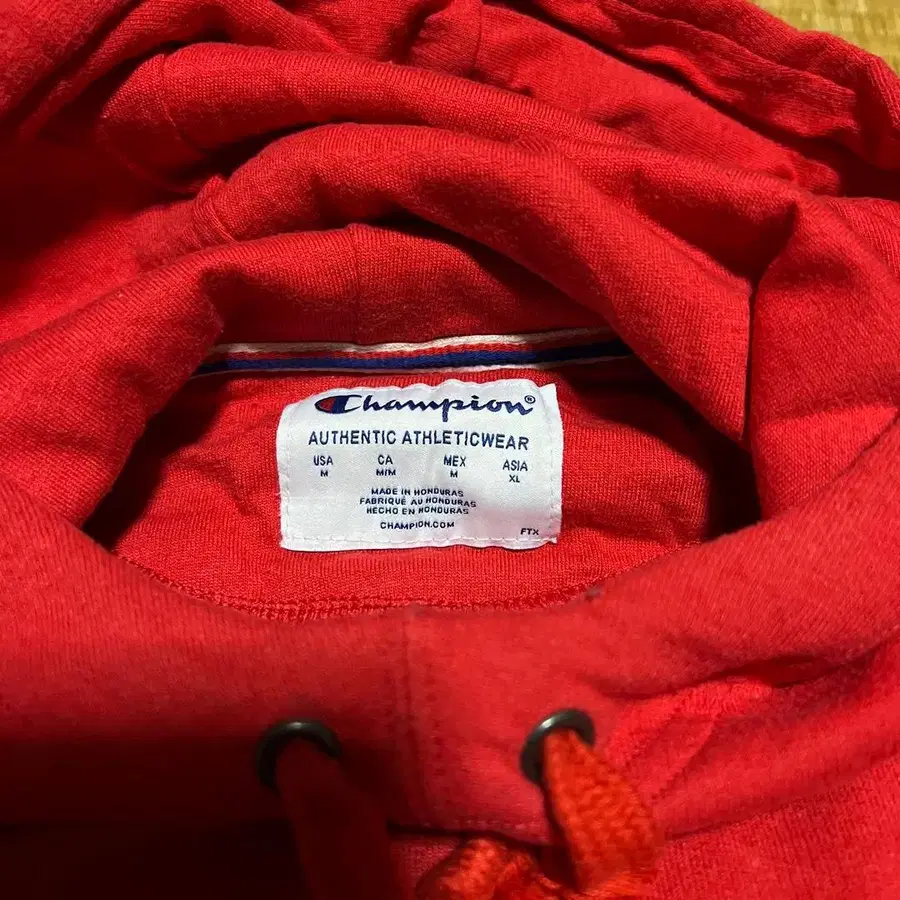 Champion®
AUTHENTIC ATHLETICWEAR
USA CA MEX ASIA
M M/M M XL
MADE IN HONDURAS
FABRIQUÉ AU HONDURAS
HECHO EN HONDURAS
CHAMPION.COM
FTX